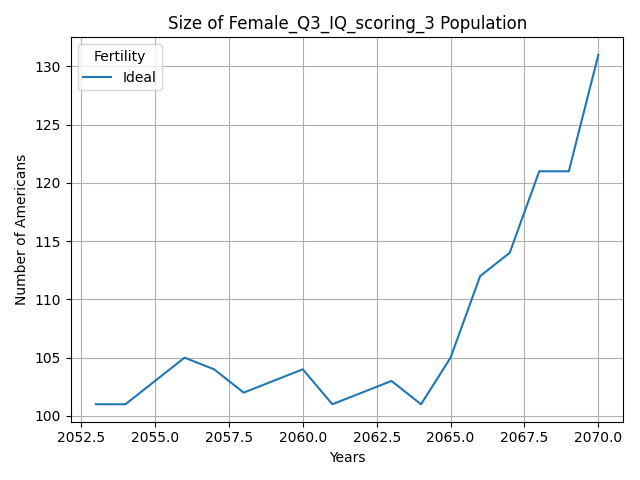 Size of Female_Q3_IQ_scoring_3 Population
Fertility
Ideal
Number of Americans
130
125
120
115
110
105
100
2052.5 2055.0 2057.5 2060.0 2062.5 2065.0 2067.5 2070.0
Years